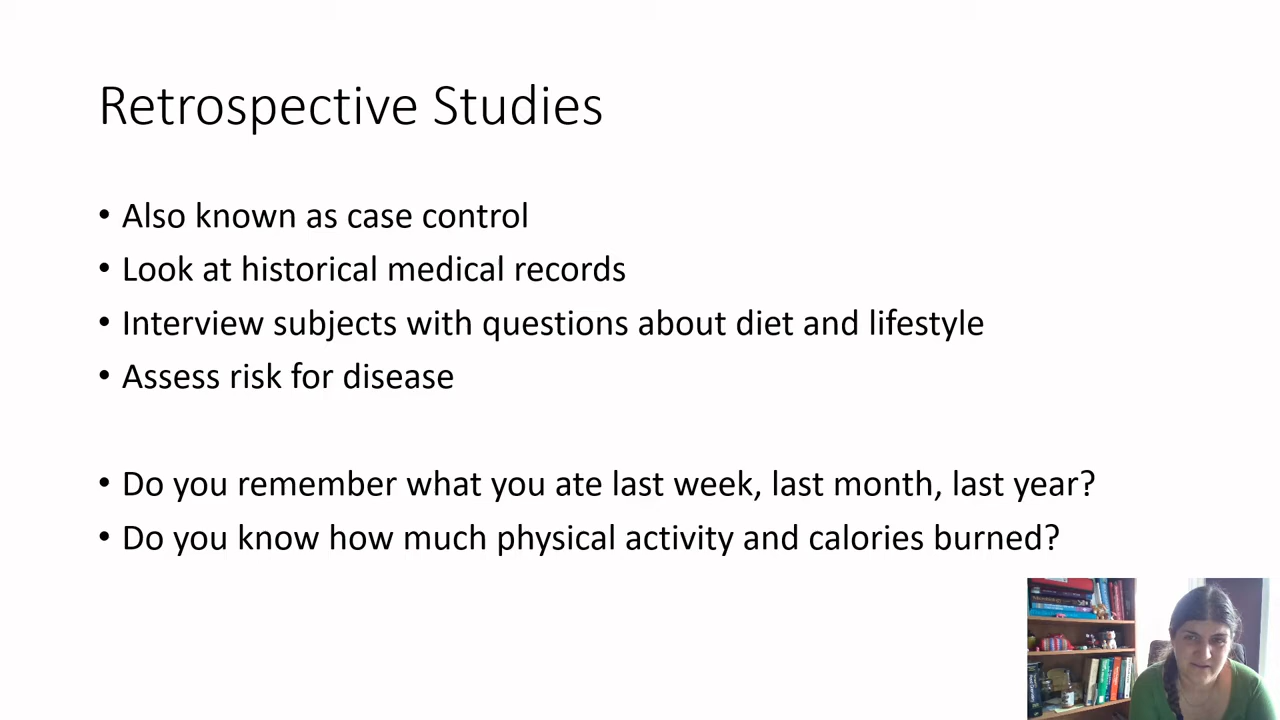 Retrospective Studies
• Also known as case control
• Look at historical medical records
• Interview subjects with questions about diet and lifestyle
• Assess risk for disease
• Do you remember what you ate last week, last month, last year?
• Do you know how much physical activity and calories burned?